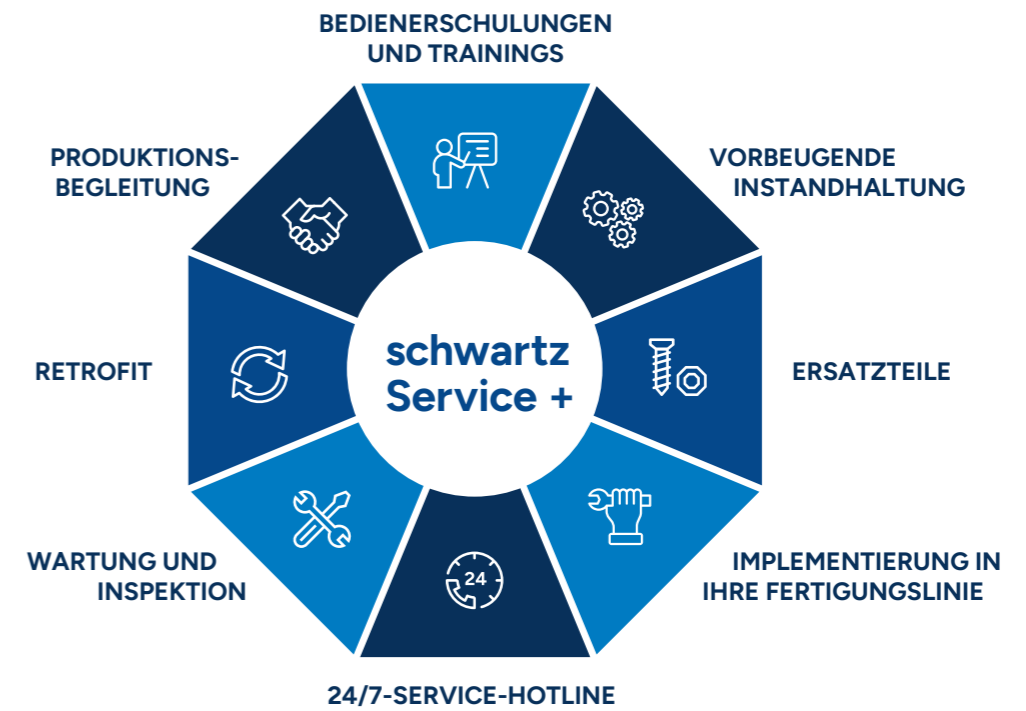 BEDIENERSCHULUNGEN
UND TRAININGS
PRODUKTIONS-
BEGLEITUNG
VORBEUGENDE
INSTANDHALTUNG
RETROFIT
schwartz
Service +
ERSATZTEILE
WARTUNG UND
INSPEKTION
24
IMPLEMENTIERUNG IN
IHRE FERTIGUNGSLINIE
24/7-SERVICE-HOTLINE